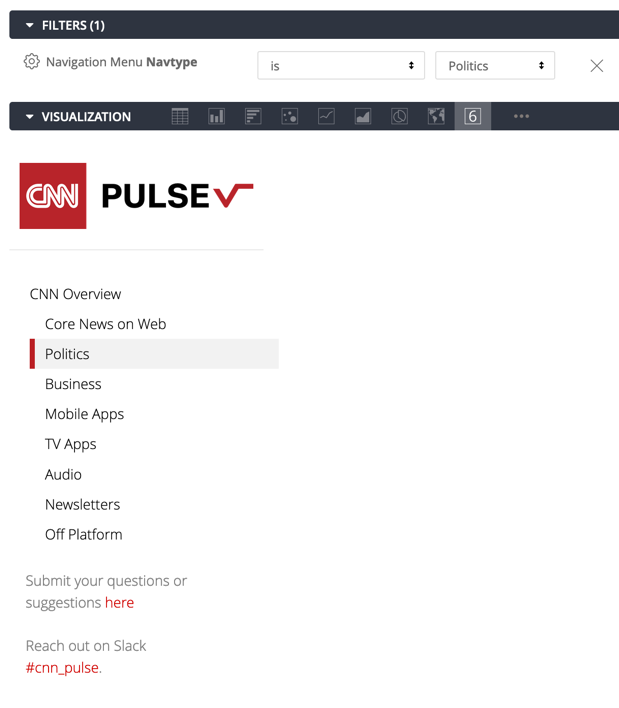 FILTERS (1)
Navigation Menu Navtype is Politics
VISUALIZATION 6
CNN PULSE
CNN Overview
Core News on Web
Politics
Business
Mobile Apps
TV Apps
Audio
Newsletters
Off Platform
Submit your questions or
suggestions here
Reach out on Slack
#cnn_pulse.